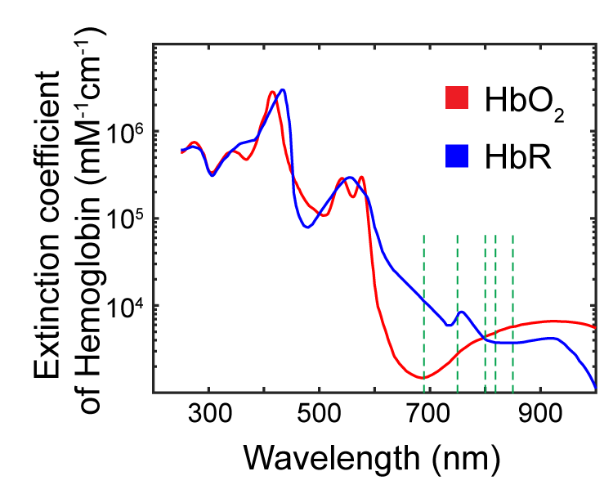 Extinction coefficient
of Hemoglobin (mM⁻¹cm⁻¹)
10⁶
10⁵
10⁴
HbO₂
HbR
300 500 700 900
Wavelength (nm)